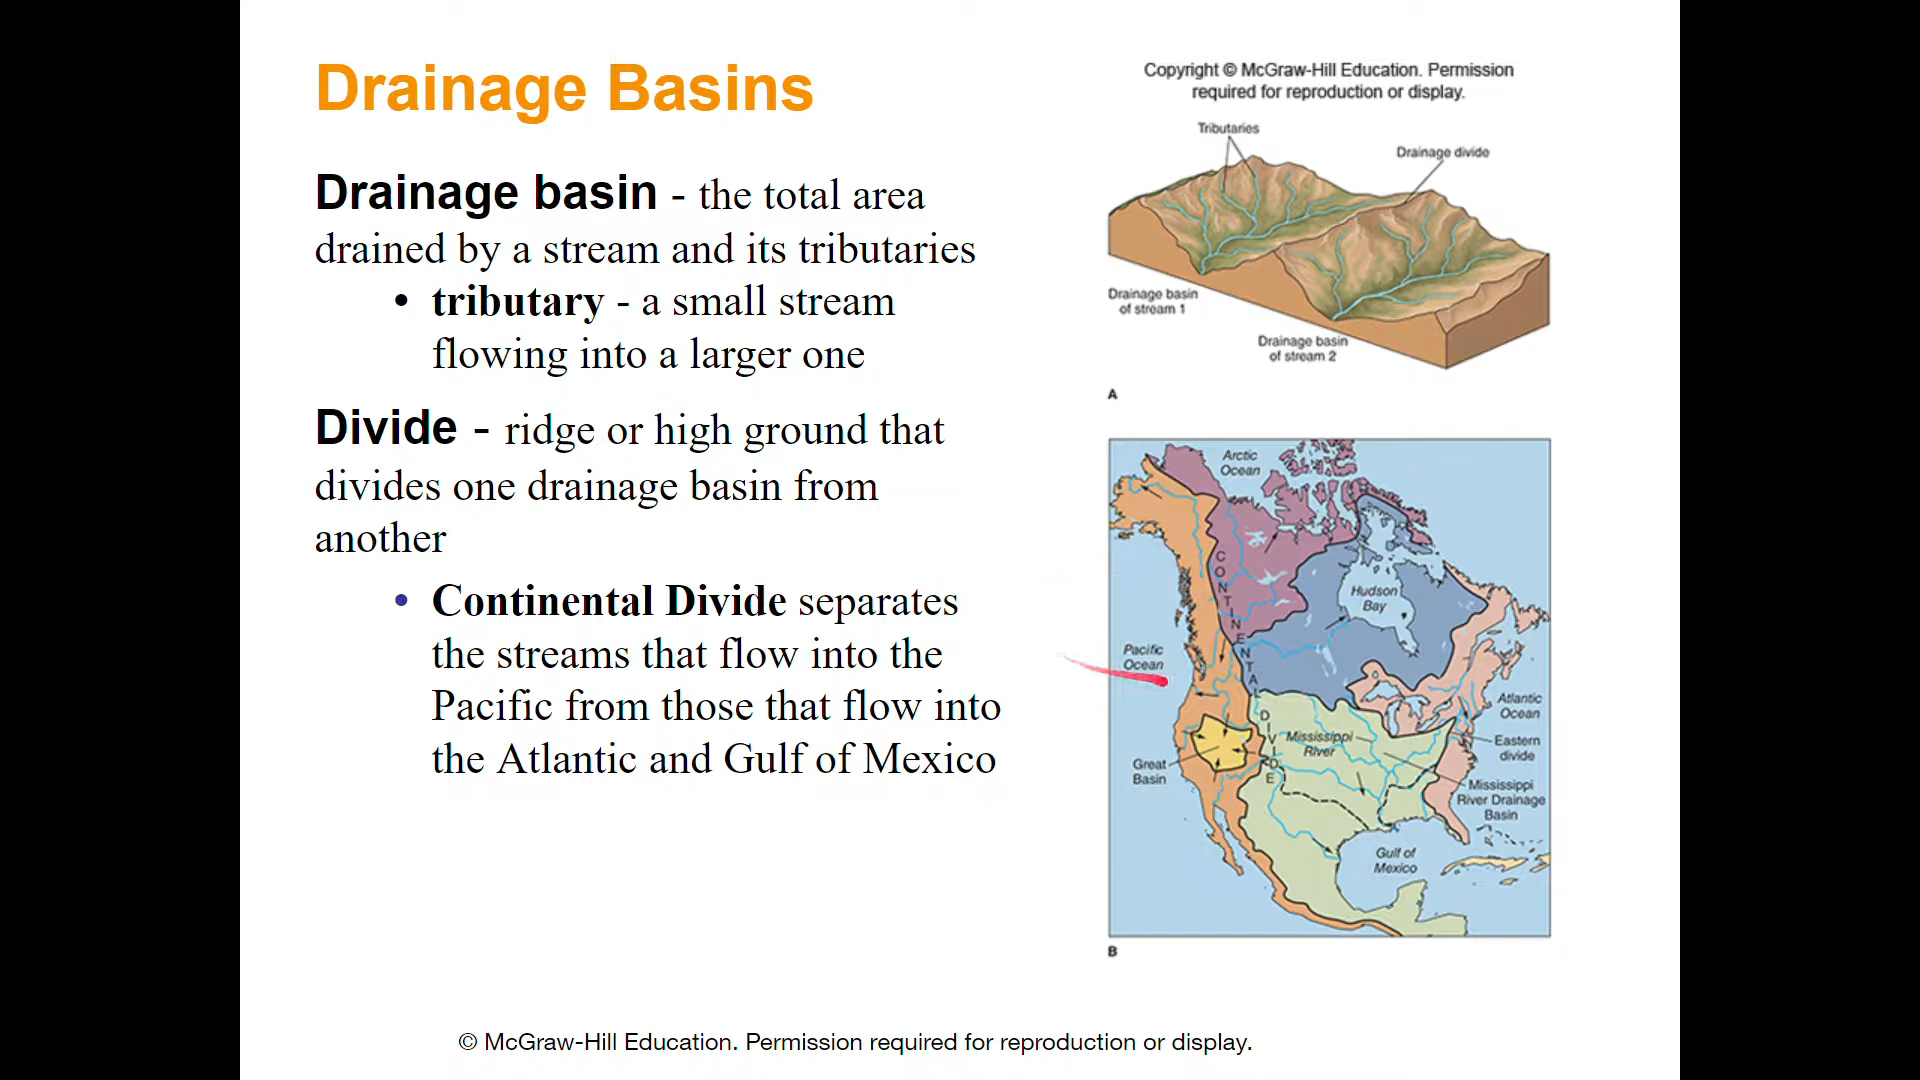 Drainage Basins
Drainage basin - the total area
drained by a stream and its tributaries
• tributary - a small stream
flowing into a larger one
Divide - ridge or high ground that
divides one drainage basin from
another
• Continental Divide separates
the streams that flow into the
Pacific from those that flow into
the Atlantic and Gulf of Mexico
Copyright © McGraw-Hill Education. Permission
required for reproduction or display.
Tributaries
Drainage divide
Drainage basin
of stream 1
Drainage basin
of stream 2
A
Arctic
Ocean
CONTINENTAL
DIVIDE
Hudson
Bay
Pacific
Ocean
Atlantic
Ocean
Mississippi
River
Eastern
divide
Great
Basin
Mississippi
River Drainage
Basin
Gulf of
Mexico
B
© McGraw-Hill Education. Permission required for reproduction or display.